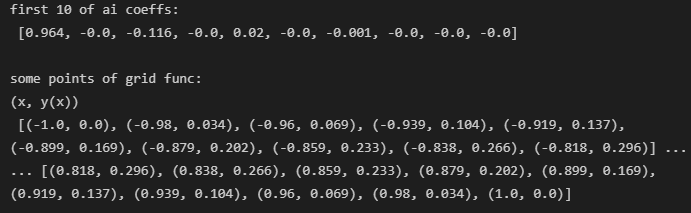 first 10 of ai coeffs:
[0.964, -0.0, -0.116, -0.0, 0.02, -0.0, -0.001, -0.0, -0.0, -0.0]
some points of grid func:
(x, y(x))
[(-1.0, 0.0), (-0.98, 0.034), (-0.96, 0.069), (-0.939, 0.104), (-0.919, 0.137),
(-0.899, 0.169), (-0.879, 0.202), (-0.859, 0.233), (-0.838, 0.266), (-0.818, 0.296)] ...
... [(0.818, 0.296), (0.838, 0.266), (0.859, 0.233), (0.879, 0.202), (0.899, 0.169),
(0.919, 0.137), (0.939, 0.104), (0.96, 0.069), (0.98, 0.034), (1.0, 0.0)]